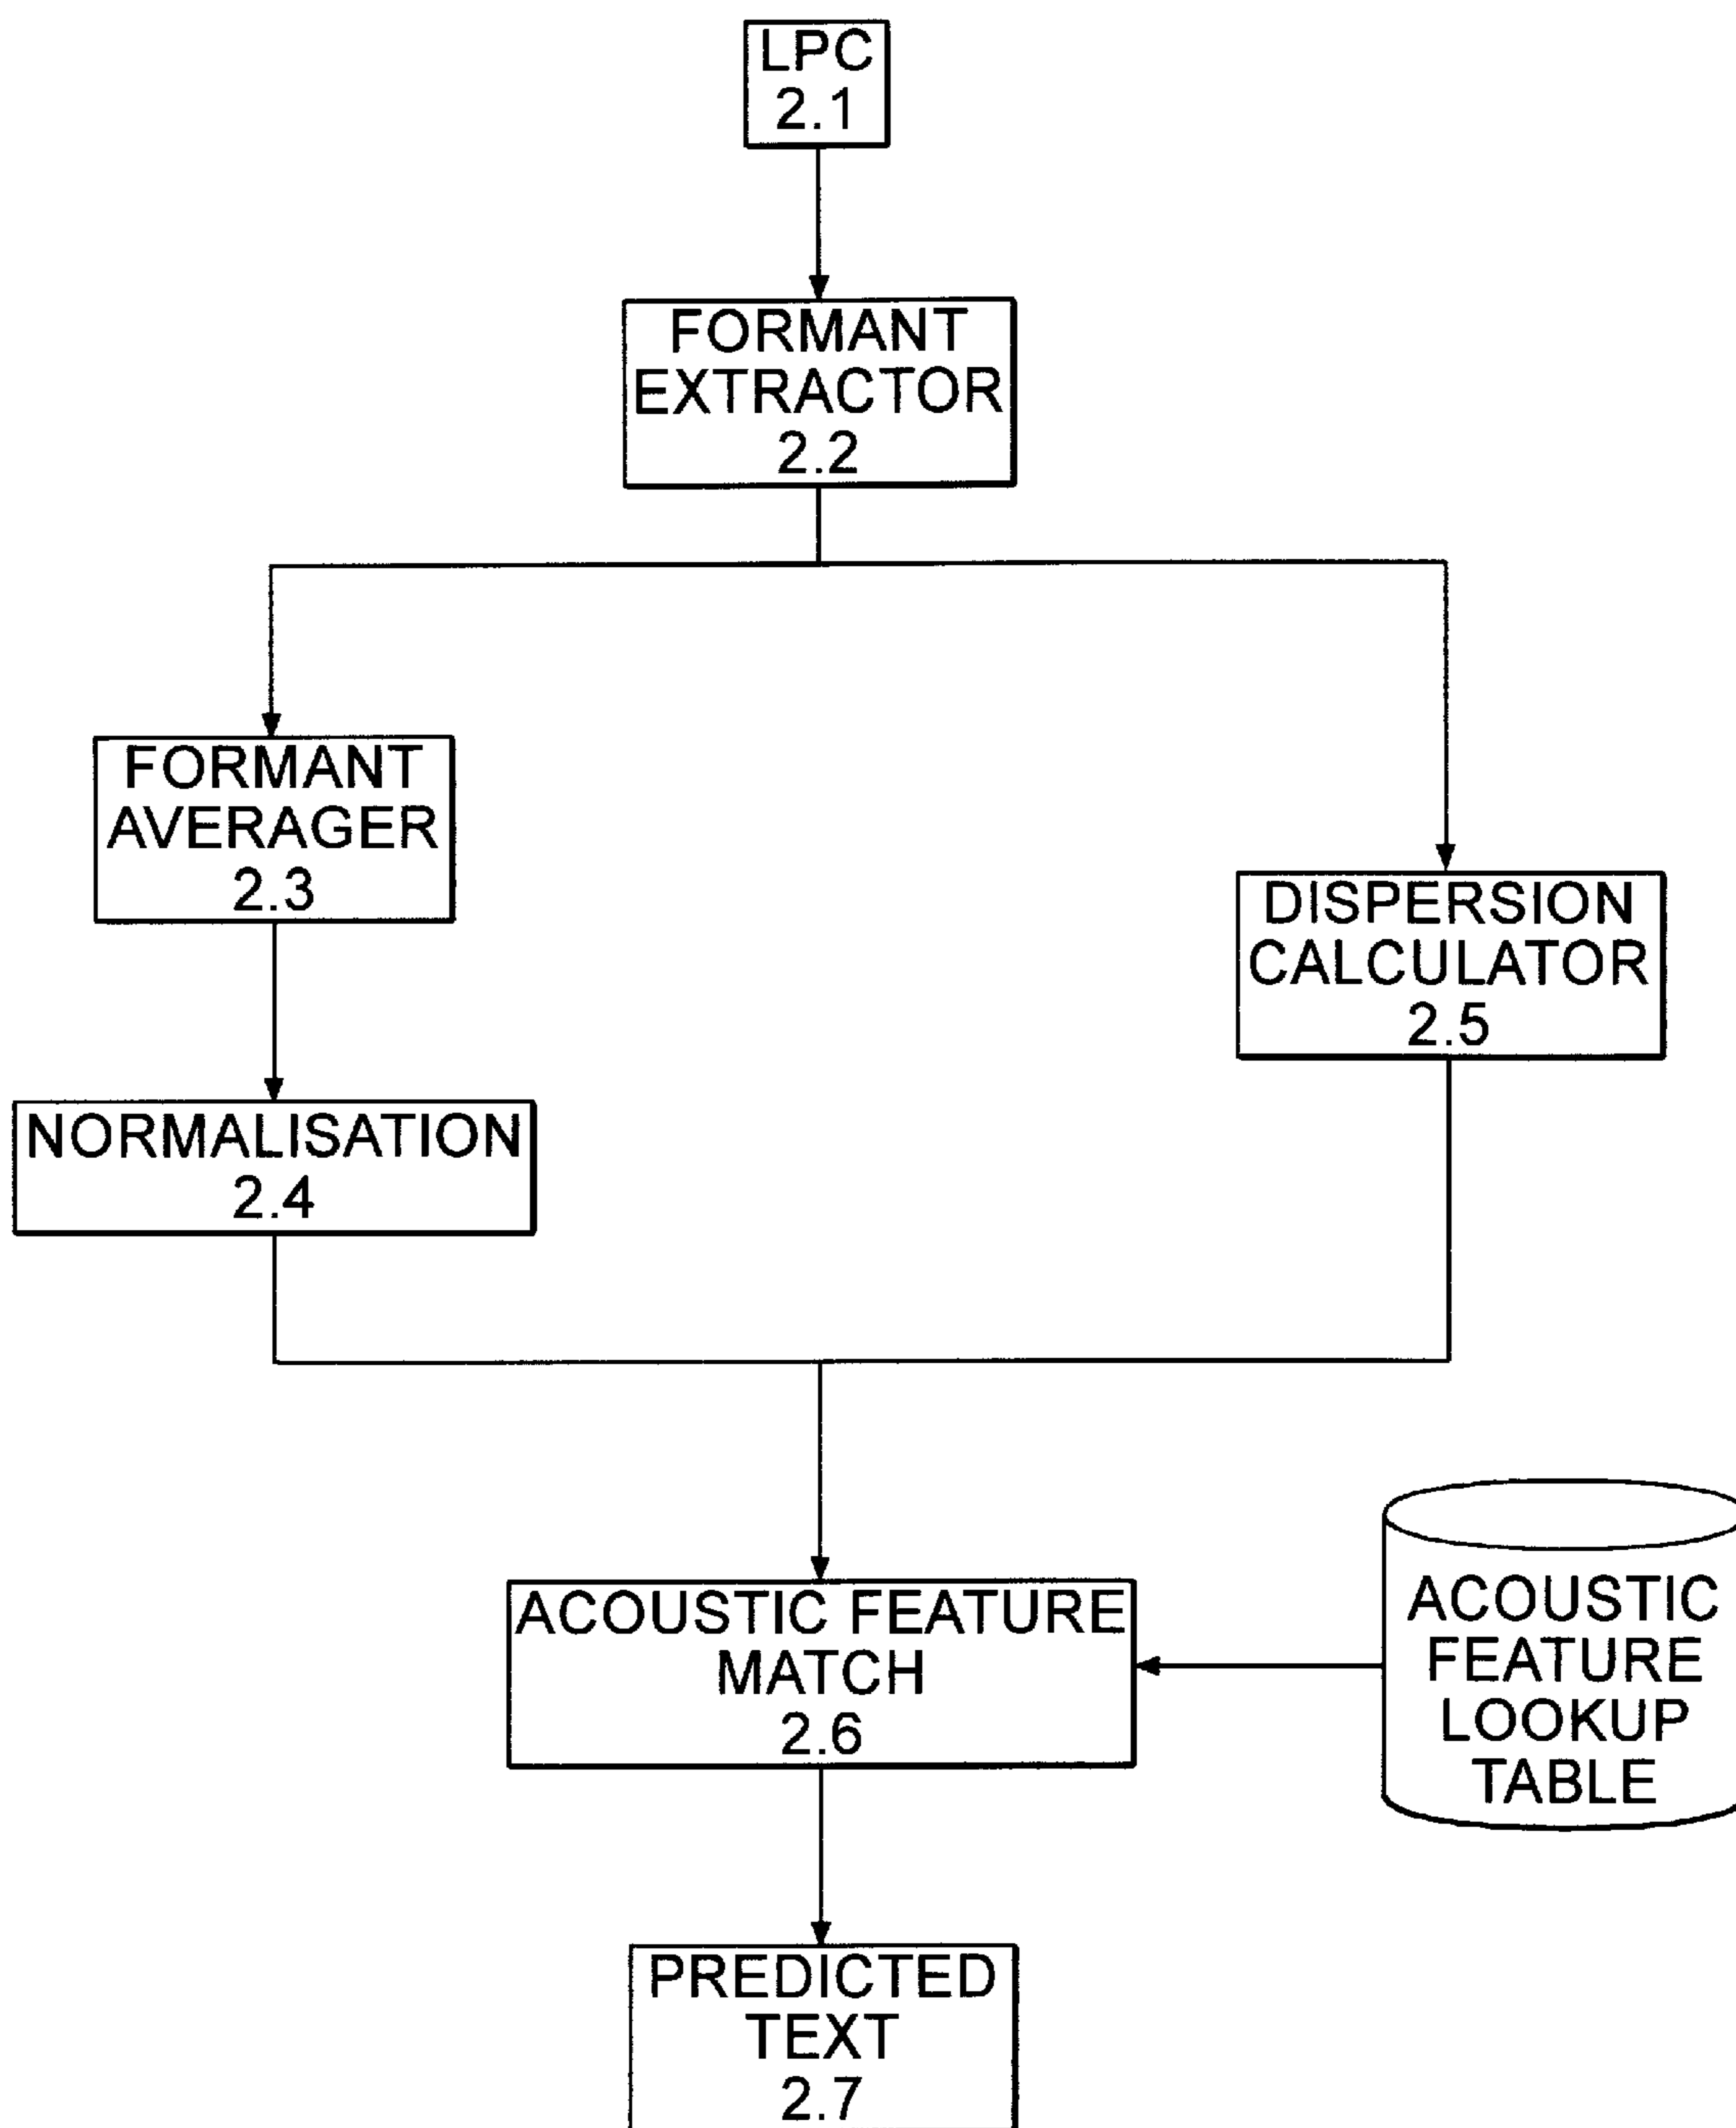 LPC
2.1
FORMANT
EXTRACTOR
2.2
FORMANT
AVERAGER
2.3
DISPERSION
CALCULATOR
2.5
NORMALISATION
2.4
ACOUSTIC FEATURE
MATCH
2.6
ACOUSTIC
FEATURE
LOOKUP
TABLE
PREDICTED
TEXT
2.7